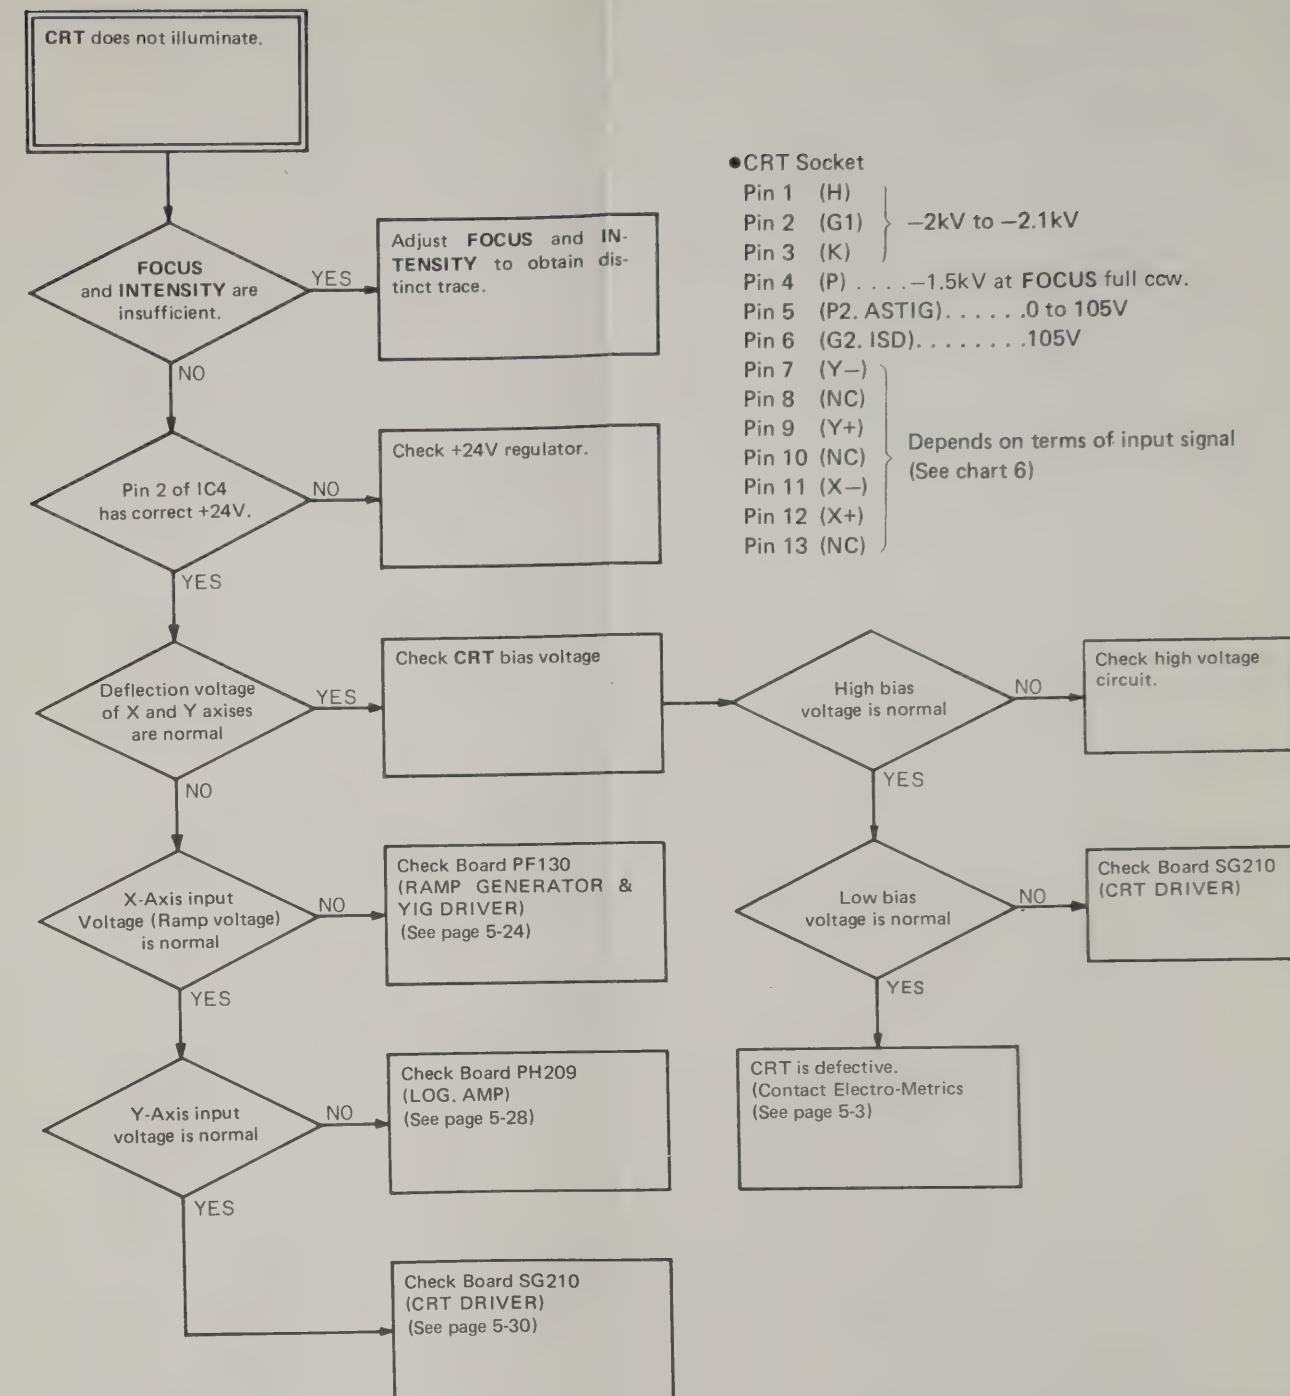 CRT does not illuminate.
FOCUS
and INTENSITY are
insufficient.
YES
Adjust FOCUS and IN-
TENSITY to obtain dis-
tinct trace.
NO
Pin 2 of IC4
has correct +24V.
NO
Check +24V regulator.
YES
Deflection voltage
of X and Y axises
are normal
YES
Check CRT bias voltage
NO
X-Axis input
Voltage (Ramp voltage)
is normal
NO
Check Board PF130
(RAMP GENERATOR &
YIG DRIVER)
(See page 5-24)
YES
Y-Axis input
voltage is normal
NO
Check Board PH209
(LOG. AMP)
(See page 5-28)
YES
Check Board SG210
(CRT DRIVER)
(See page 5-30)
●CRT Socket
Pin 1 (H)
Pin 2 (G1) −2kV to −2.1kV
Pin 3 (K)
Pin 4 (P) . . . .−1.5kV at FOCUS full ccw.
Pin 5 (P2. ASTIG). . . . . .0 to 105V
Pin 6 (G2. ISD). . . . . . . .105V
Pin 7 (Y−)
Pin 8 (NC)
Pin 9 (Y+)
Pin 10 (NC)
Pin 11 (X−)
Pin 12 (X+)
Pin 13 (NC)
Depends on terms of input signal
(See chart 6)
High bias
voltage is normal
NO
Check high voltage
circuit.
YES
Low bias
voltage is normal
NO
Check Board SG210
(CRT DRIVER)
YES
CRT is defective.
(Contact Electro-Metrics
(See page 5-3)